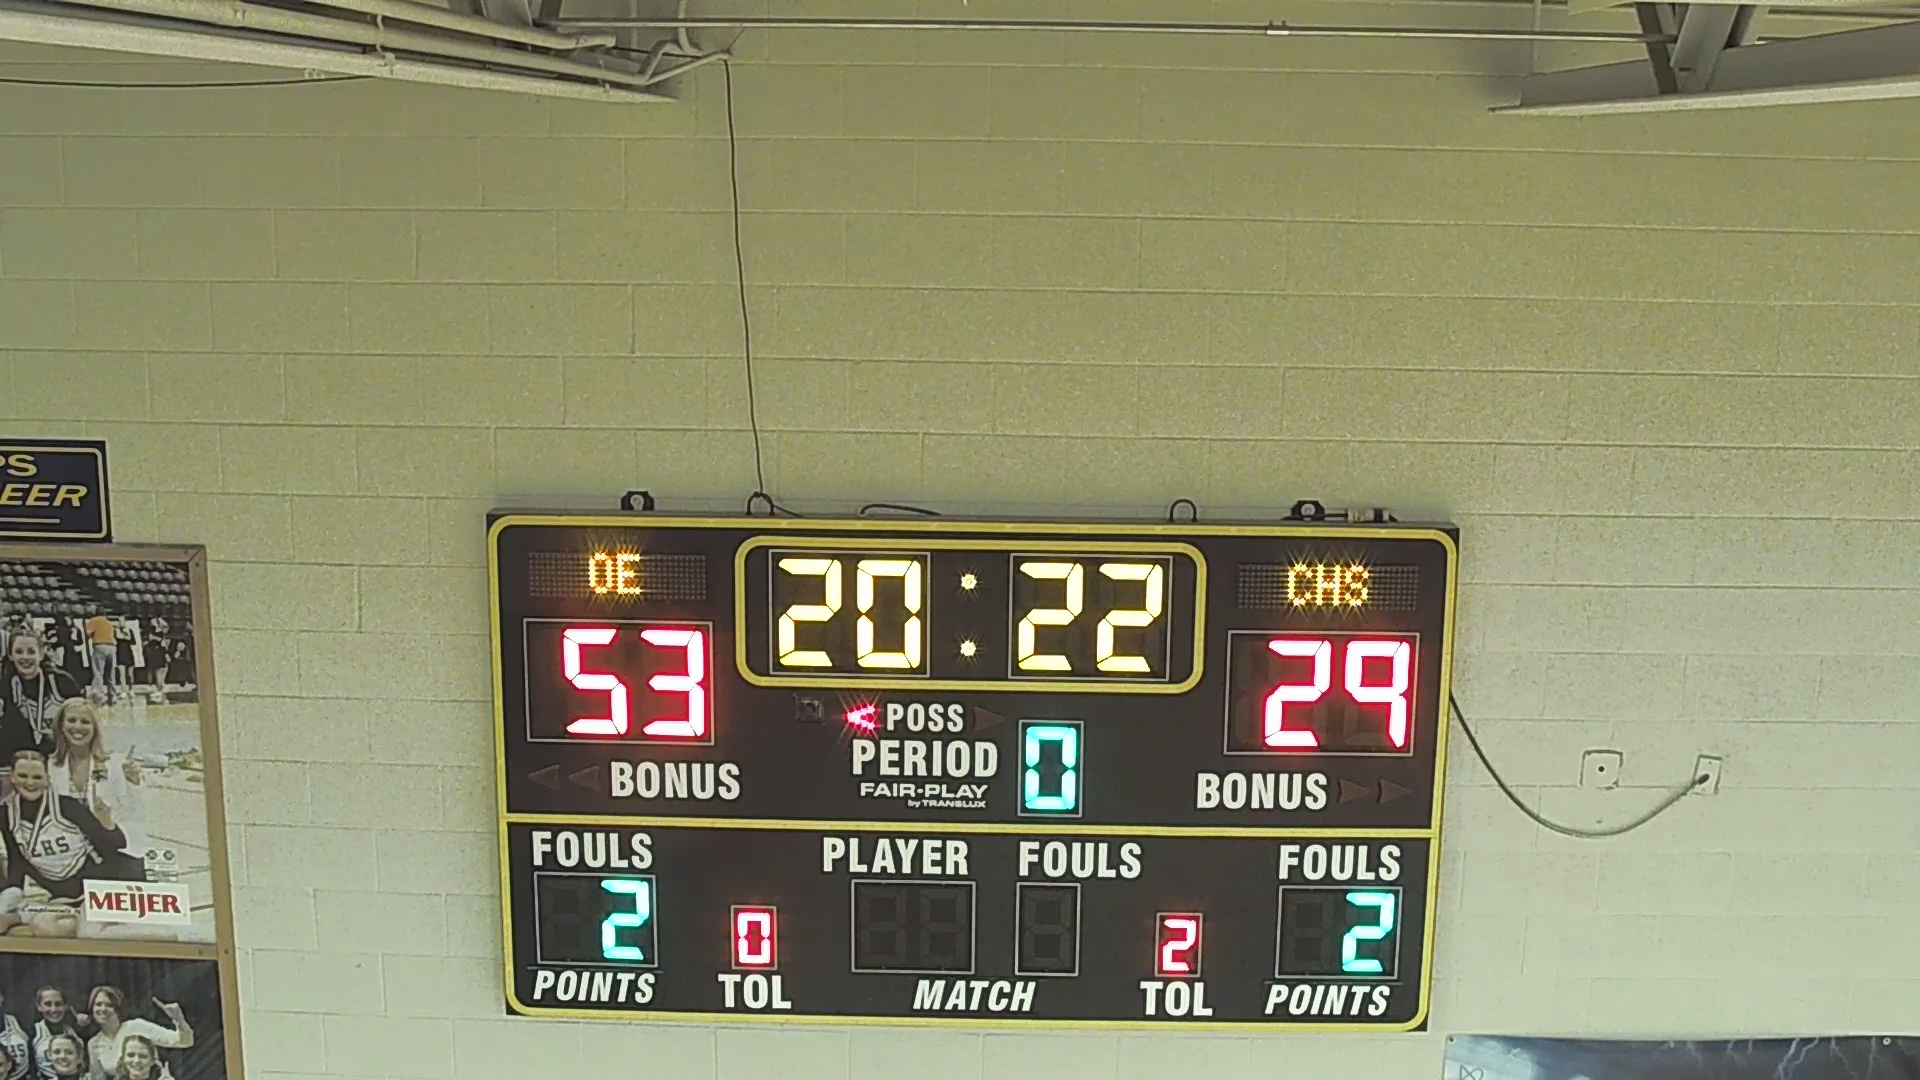 PS
EER
OE
20:22
CHS
53
29
POSS
PERIOD
0
FAIR-PLAY
by TRANSLUX
BONUS
BONUS
FOULS
PLAYER
FOULS
FOULS
2
0
2
2
POINTS
TOL
MATCH
TOL
POINTS
MEIJER